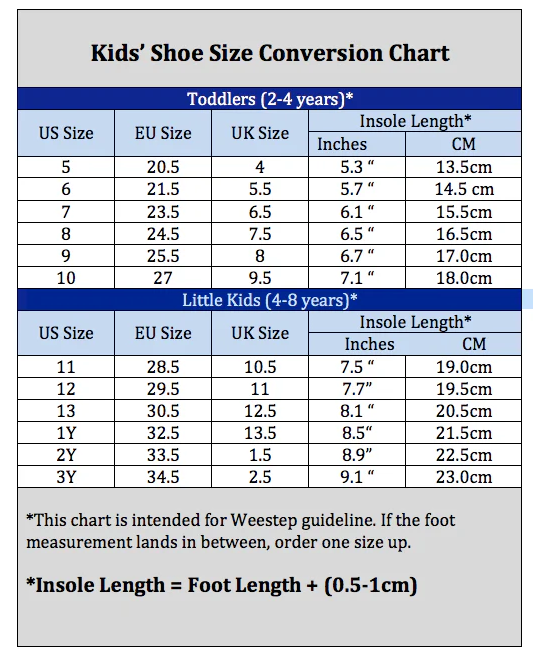 Kids’ Shoe Size Conversion Chart
Toddlers (2-4 years)*
US Size EU Size UK Size Insole Length*
Inches CM
5 20.5 4 5.3 “ 13.5cm
6 21.5 5.5 5.7 “ 14.5 cm
7 23.5 6.5 6.1 “ 15.5cm
8 24.5 7.5 6.5 “ 16.5cm
9 25.5 8 6.7 “ 17.0cm
10 27 9.5 7.1 “ 18.0cm
Little Kids (4-8 years)*
US Size EU Size UK Size Insole Length*
Inches CM
11 28.5 10.5 7.5 “ 19.0cm
12 29.5 11 7.7” 19.5cm
13 30.5 12.5 8.1 “ 20.5cm
1Y 32.5 13.5 8.5“ 21.5cm
2Y 33.5 1.5 8.9” 22.5cm
3Y 34.5 2.5 9.1 “ 23.0cm
*This chart is intended for Weestep guideline. If the foot
measurement lands in between, order one size up.
*Insole Length = Foot Length + (0.5-1cm)